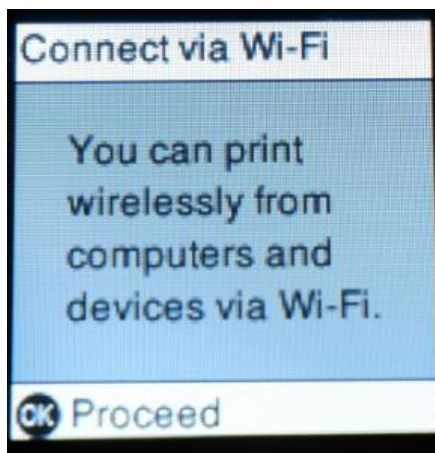 Connect via Wi-Fi
You can print
wirelessly from
computers and
devices via Wi-Fi.
OK Proceed